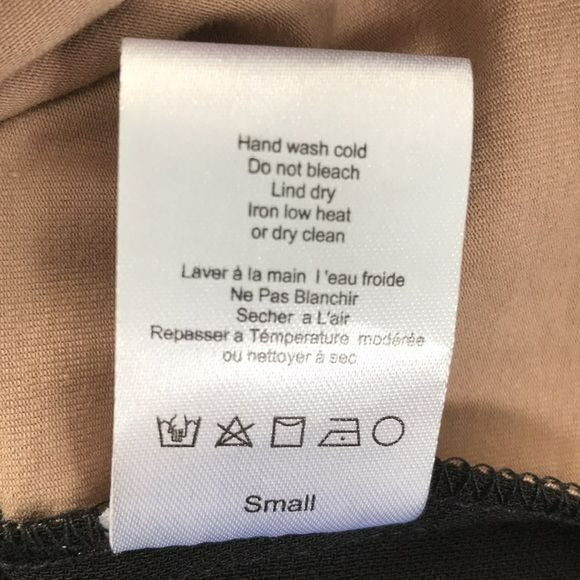 Hand wash cold
Do not bleach
Lind dry
Iron low heat
or dry clean
Laver á la main l'eau froide
Ne Pas Blanchir
Secher a L'air
Repasser a Témperature modérée
ou nettoyer à sec
Small